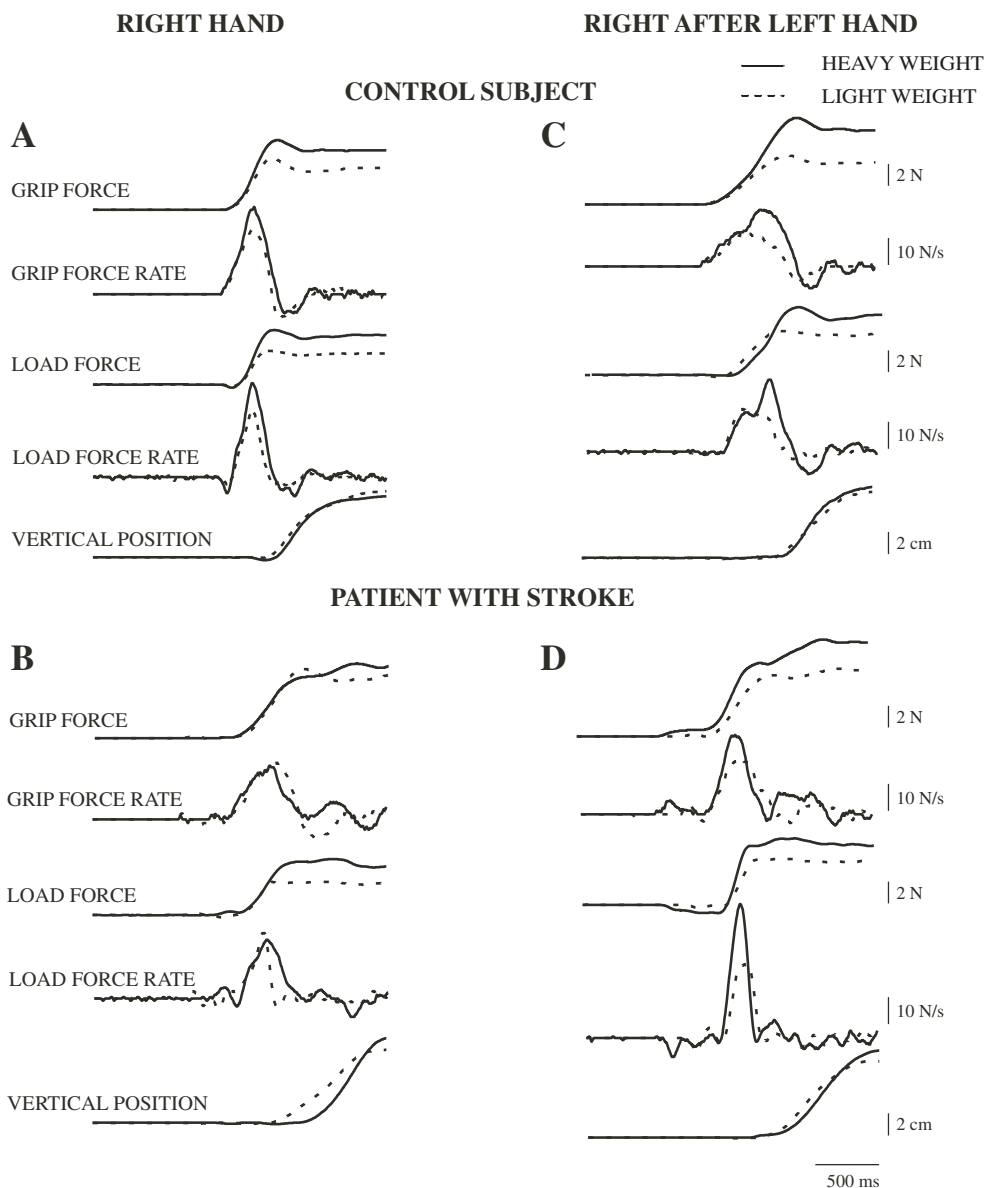 RIGHT HAND
RIGHT AFTER LEFT HAND
HEAVY WEIGHT
LIGHT WEIGHT
CONTROL SUBJECT
A
C
GRIP FORCE
2 N
GRIP FORCE RATE
10 N/s
LOAD FORCE
2 N
LOAD FORCE RATE
10 N/s
VERTICAL POSITION
2 cm
PATIENT WITH STROKE
B
D
GRIP FORCE
2 N
GRIP FORCE RATE
10 N/s
LOAD FORCE
2 N
LOAD FORCE RATE
10 N/s
VERTICAL POSITION
2 cm
500 ms